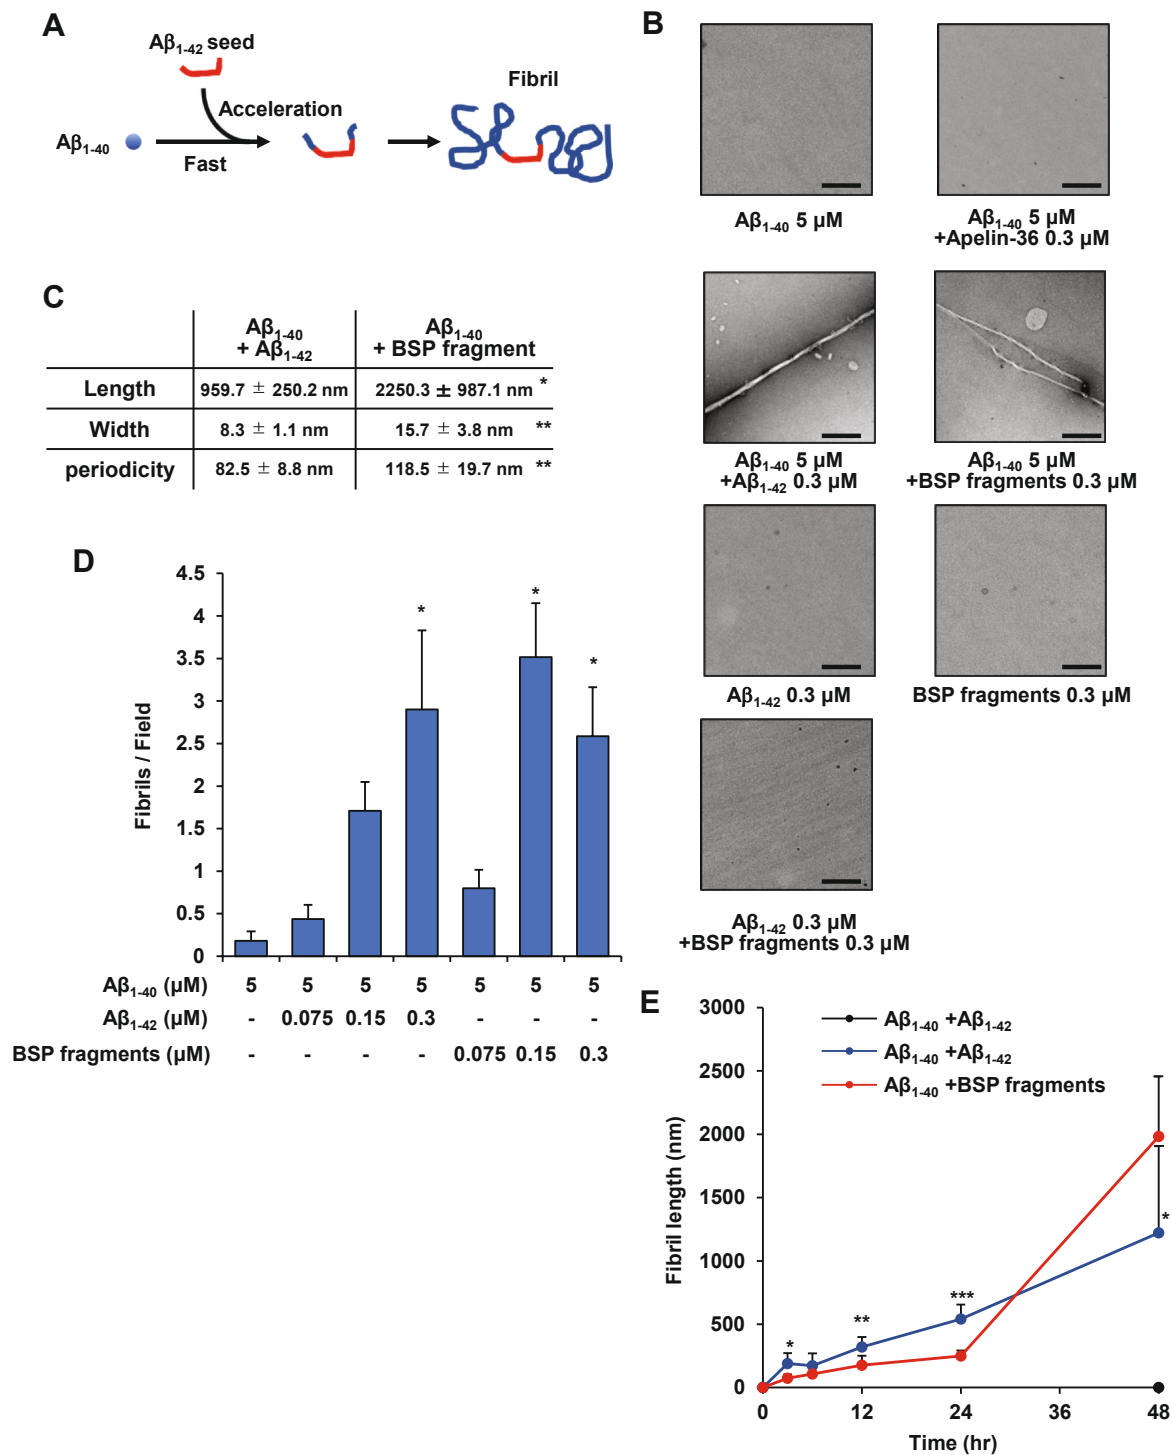 A
Aβ1-42 seed
Acceleration
Aβ1-40
Fast
Fibril
B
Aβ1-40 5 µM
Aβ1-40 5 µM
+Apelin-36 0.3 µM
Aβ1-40 5 µM
+Aβ1-42 0.3 µM
Aβ1-40 5 µM
+BSP fragments 0.3 µM
Aβ1-42 0.3 µM
BSP fragments 0.3 µM
Aβ1-42 0.3 µM
+BSP fragments 0.3 µM
C
Aβ1-40
+ Aβ1-42
Aβ1-40
+ BSP fragment
Length 959.7 ± 250.2 nm 2250.3 ± 987.1 nm *
Width 8.3 ± 1.1 nm 15.7 ± 3.8 nm **
periodicity 82.5 ± 8.8 nm 118.5 ± 19.7 nm **
D
Fibrils / Field
4.5
4
3.5
3
2.5
2
1.5
1
0.5
0
*
*
*
Aβ1-40 (µM) 5 5 5 5 5 5 5
Aβ1-42 (µM) - 0.075 0.15 0.3 - - -
BSP fragments (µM) - - - - 0.075 0.15 0.3
E
Fibril length (nm)
3000
2500
2000
1500
1000
500
0
Aβ1-40 +Aβ1-42
Aβ1-40 +Aβ1-42
Aβ1-40 +BSP fragments
*
**
***
*
0 12 24 36 48
Time (hr)